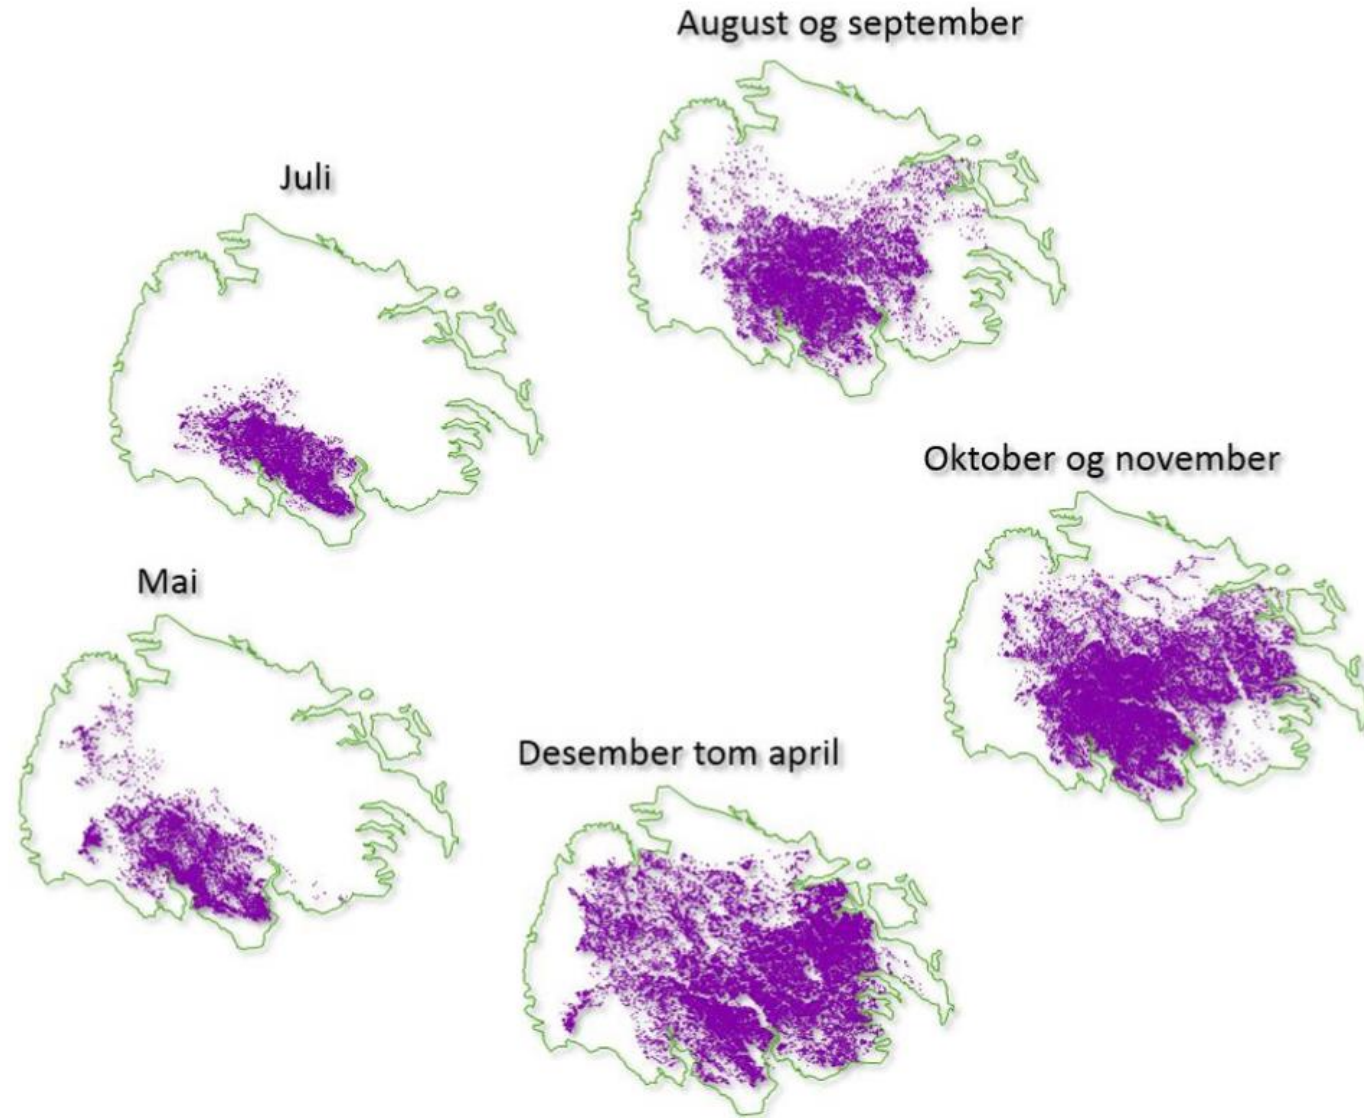 August og september
Juli
Oktober og november
Mai
Desember tom april